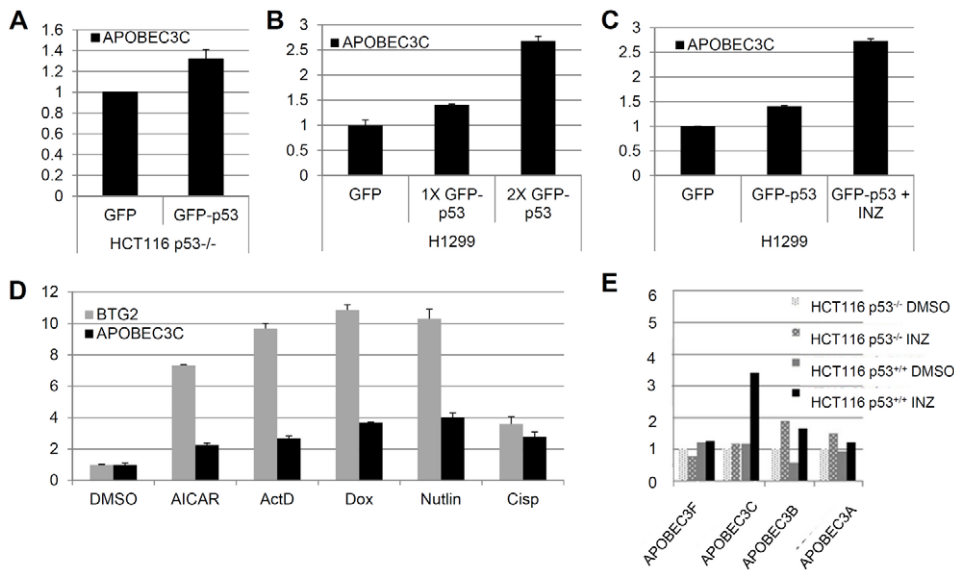 A
APOBEC3C
1.6
1.4
1.2
1
0.8
0.6
0.4
0.2
0
GFP
GFP-p53
HCT116 p53-/-
B
APOBEC3C
3
2.5
2
1.5
1
0.5
0
GFP
1X GFP-
p53
2X GFP-
p53
H1299
C
APOBEC3C
3
2.5
2
1.5
1
0.5
0
GFP
GFP-p53
GFP-p53 +
INZ
H1299
D
BTG2
APOBEC3C
12
10
8
6
4
2
0
DMSO
AICAR
ActD
Dox
Nutlin
Cisp
E
6
5
4
3
2
1
0
HCT116 p53-/- DMSO
HCT116 p53-/- INZ
HCT116 p53+/+ DMSO
HCT116 p53+/+ INZ
APOBEC3F
APOBEC3C
APOBEC3B
APOBEC3A